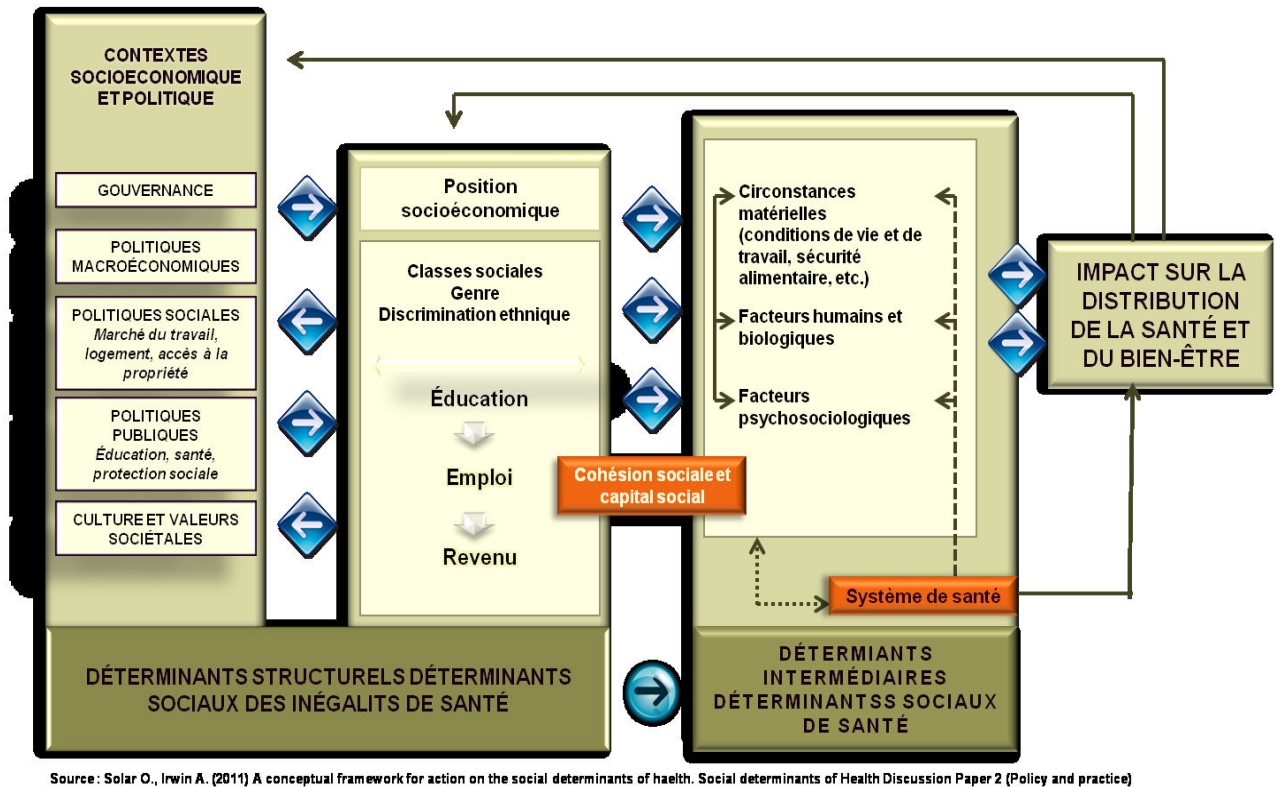 CONTEXTES
SOCIOECONOMIQUE
ET POLITIQUE
GOUVERNANCE
POLITIQUES
MACROÉCONOMIQUES
POLITIQUES SOCIALES
Marché du travail,
logement, accès à la
propriété
POLITIQUES
PUBLIQUES
Éducation, santé,
protection sociale
CULTURE ET VALEURS
SOCIÉTALES
Position
socioéconomique
Classes sociales
Genre
Discrimination ethnique
Éducation
Emploi
Revenu
Cohésion sociale et
capital social
Circonstances
matérielles
(conditions de vie et de
travail, sécurité
alimentaire, etc.)
Facteurs humains et
biologiques
Facteurs
psychosociologiques
Système de santé
IMPACT SUR LA
DISTRIBUTION
DE LA SANTÉ ET
DU BIEN-ÊTRE
DÉTERMINANTS STRUCTURELS DÉTERMINANTS
SOCIAUX DES INÉGALITS DE SANTÉ
DÉTERMIANTS
INTERMÉDIAIRES
DÉTERMINANTSS SOCIAUX
DE SANTÉ
Source : Solar O., Irwin A. (2011) A conceptual framework for action on the social determinants of haelth. Social determinants of Health Discussion Paper 2 (Policy and practice)